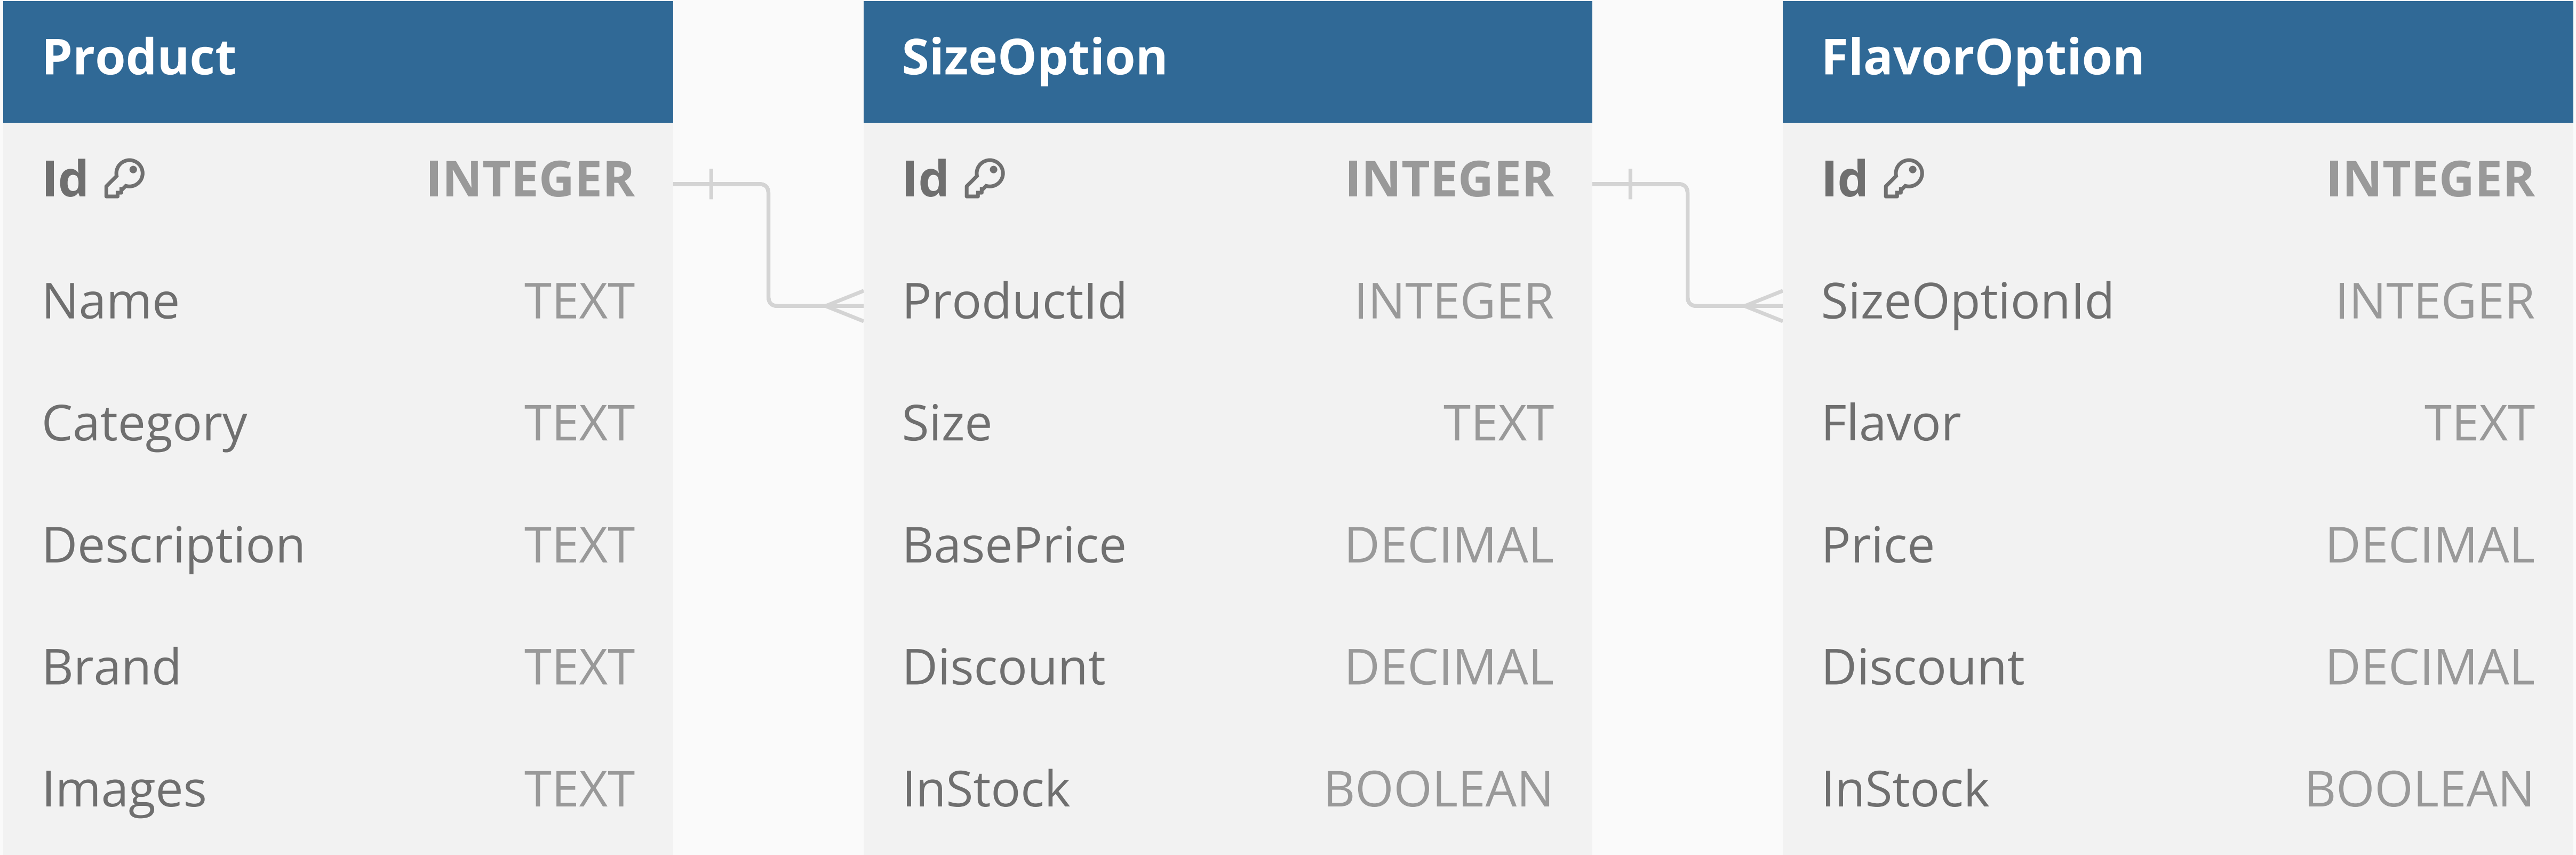 Product
Id INTEGER
Name TEXT
Category TEXT
Description TEXT
Brand TEXT
Images TEXT
SizeOption
Id INTEGER
ProductId INTEGER
Size TEXT
BasePrice DECIMAL
Discount DECIMAL
InStock BOOLEAN
FlavorOption
Id INTEGER
SizeOptionId INTEGER
Flavor TEXT
Price DECIMAL
Discount DECIMAL
InStock BOOLEAN